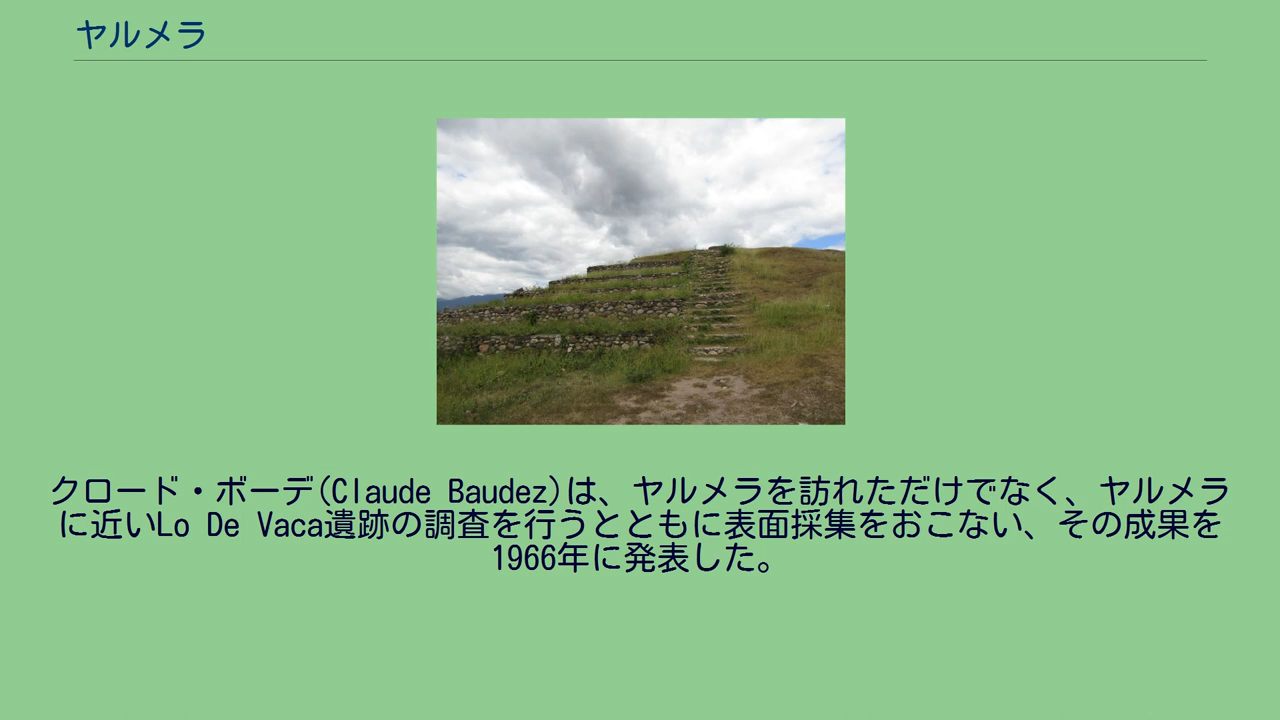 ヤルメラ
クロード・ボーデ(Claude Baudez)は、ヤルメラを訪れただけでなく、ヤルメラ
に近いLo De Vaca遺跡の調査を行うとともに表面採集をおこない、その成果を
1966年に発表した。